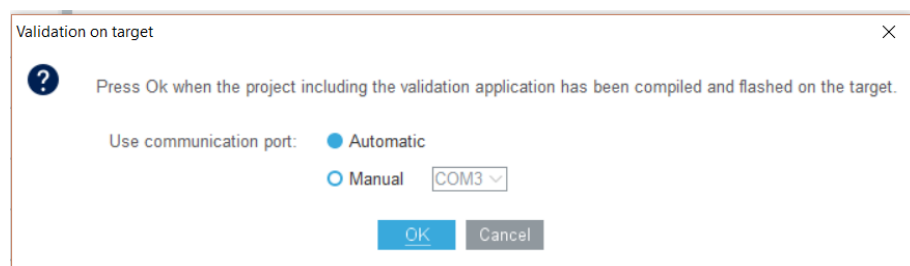 Validation on target
Press Ok when the project including the validation application has been compiled and flashed on the target.
Use communication port: Automatic
Manual COM3
OK Cancel